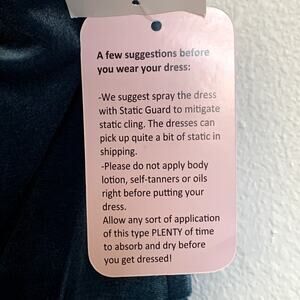 A few suggestions before
you wear your dress:
-We suggest spray the dress
with Static Guard to mitigate
static cling. The dresses can
pick up quite a bit of static in
shipping.
-Please do not apply body
lotion, self-tanners or oils
right before putting your
dress.
Allow any sort of application
of this type PLENTY of time
to absorb and dry before
you get dressed!